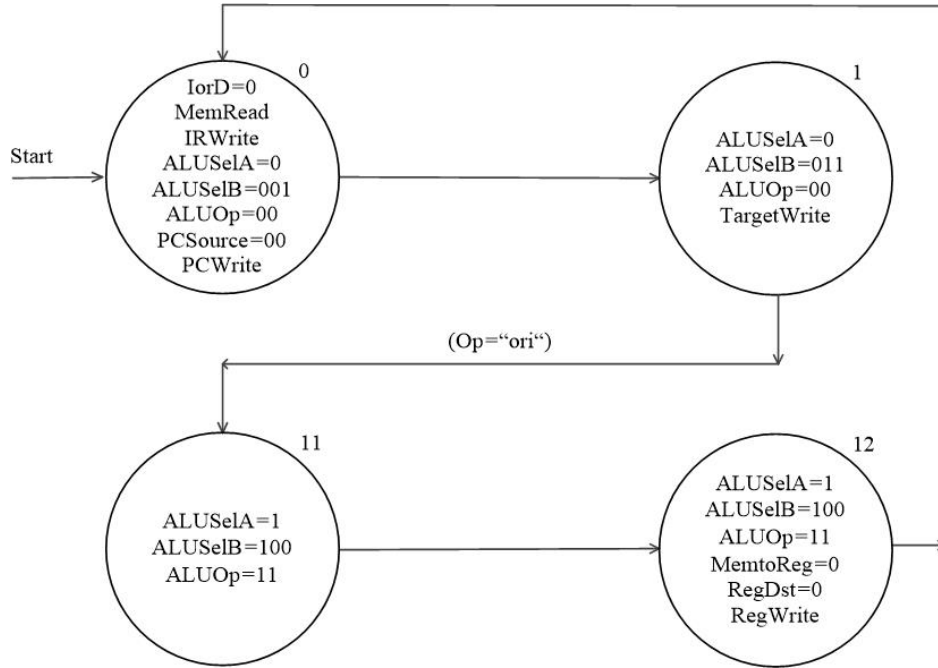 0
IorD=0
MemRead
IRWrite
ALUSelA=0
ALUSelB=001
ALUOp=00
PCSource=00
PCWrite
Start
1
ALUSelA=0
ALUSelB=011
ALUOp=00
TargetWrite
(Op=“ori“)
11
ALUSelA=1
ALUSelB=100
ALUOp=11
12
ALUSelA=1
ALUSelB=100
ALUOp=11
MemtoReg=0
RegDst=0
RegWrite